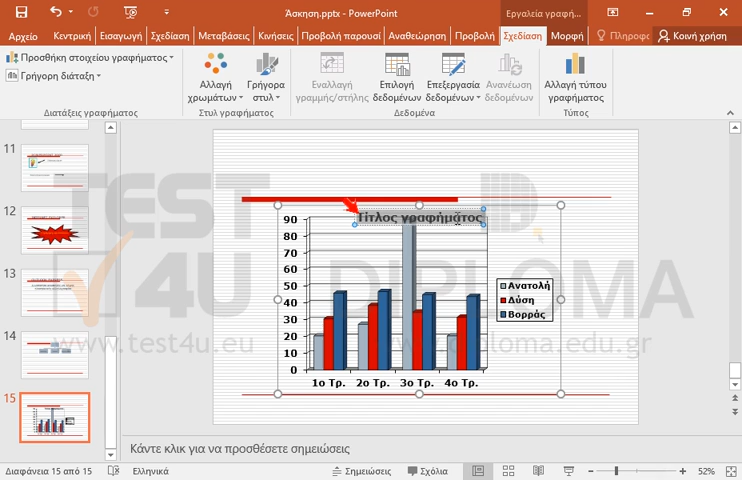 Άσκηση.pptx - PowerPoint
Εργαλεία γραφή...
Αρχείο Κεντρική Εισαγωγή Σχεδίαση Μεταβάσεις Κινήσεις Προβολή παρουσί Αναθεώρηση Προβολή Σχεδίαση Μορφή Πληροφε Κοινή χρήση
Προσθήκη στοιχείου γραφήματος
Γρήγορη διάταξη
Αλλαγή χρωμάτων
Γρήγορα στυλ
Εναλλαγή γραμμής/στήλης
Επιλογή δεδομένων
Επεξεργασία δεδομένων
Ανανέωση δεδομένων
Αλλαγή τύπου γραφήματος
Διατάξεις γραφήματος Στυλ γραφήματος Δεδομένα Τύπος
11
12
13
14
15
TEST4U DIPLOMA
www.test4u.eu www.diploma.edu.gr
Τίτλος γραφήματος
90
80
70
60
50
40
30
20
10
0
1ο Τρ. 2ο Τρ. 3ο Τρ. 4ο Τρ.
Ανατολή
Δύση
Βορράς
Κάντε κλικ για να προσθέσετε σημειώσεις
Διαφάνεια 15 από 15 Ελληνικά Σημειώσεις Σχόλια 52%